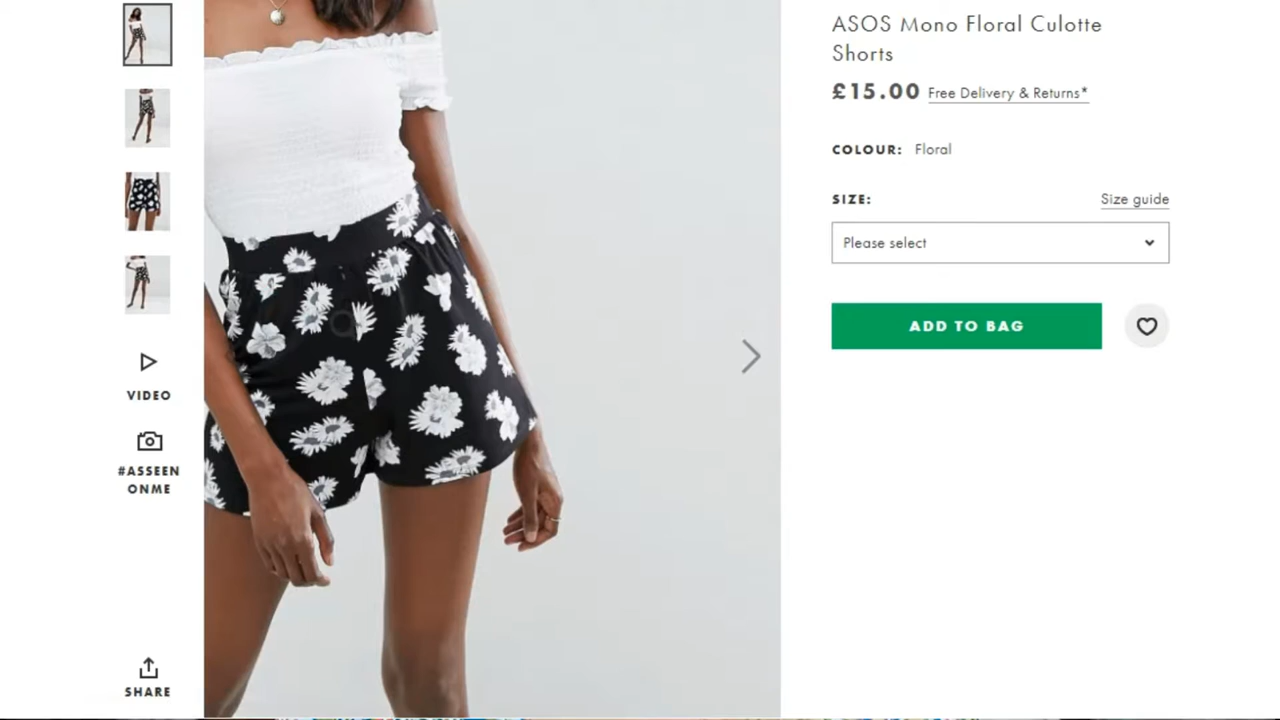 ASOS Mono Floral Culotte
Shorts
£15.00 Free Delivery & Returns*
COLOUR: Floral
SIZE: Size guide
Please select
ADD TO BAG
VIDEO
#ASSEEN
ONME
SHARE